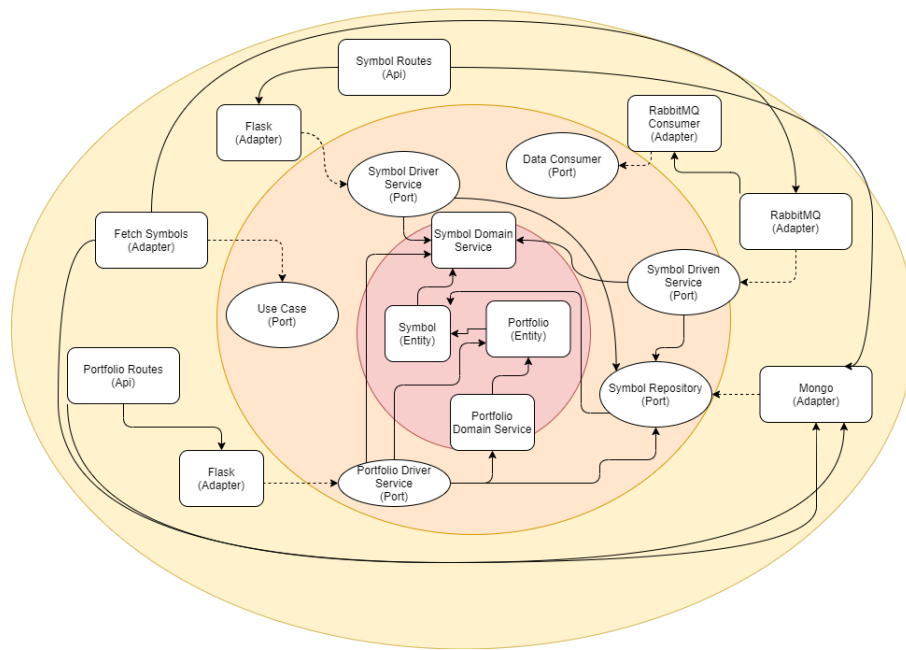 Symbol Routes
(Api)
Flask
(Adapter)
RabbitMQ
Consumer
(Adapter)
Data Consumer
(Port)
Symbol Driver
Service
(Port)
RabbitMQ
(Adapter)
Fetch Symbols
(Adapter)
Symbol Domain
Service
Symbol Driven
Service
(Port)
Use Case
(Port)
Symbol
(Entity)
Portfolio
(Entity)
Portfolio Routes
(Api)
Symbol Repository
(Port)
Mongo
(Adapter)
Portfolio
Domain Service
Flask
(Adapter)
Portfolio Driver
Service
(Port)